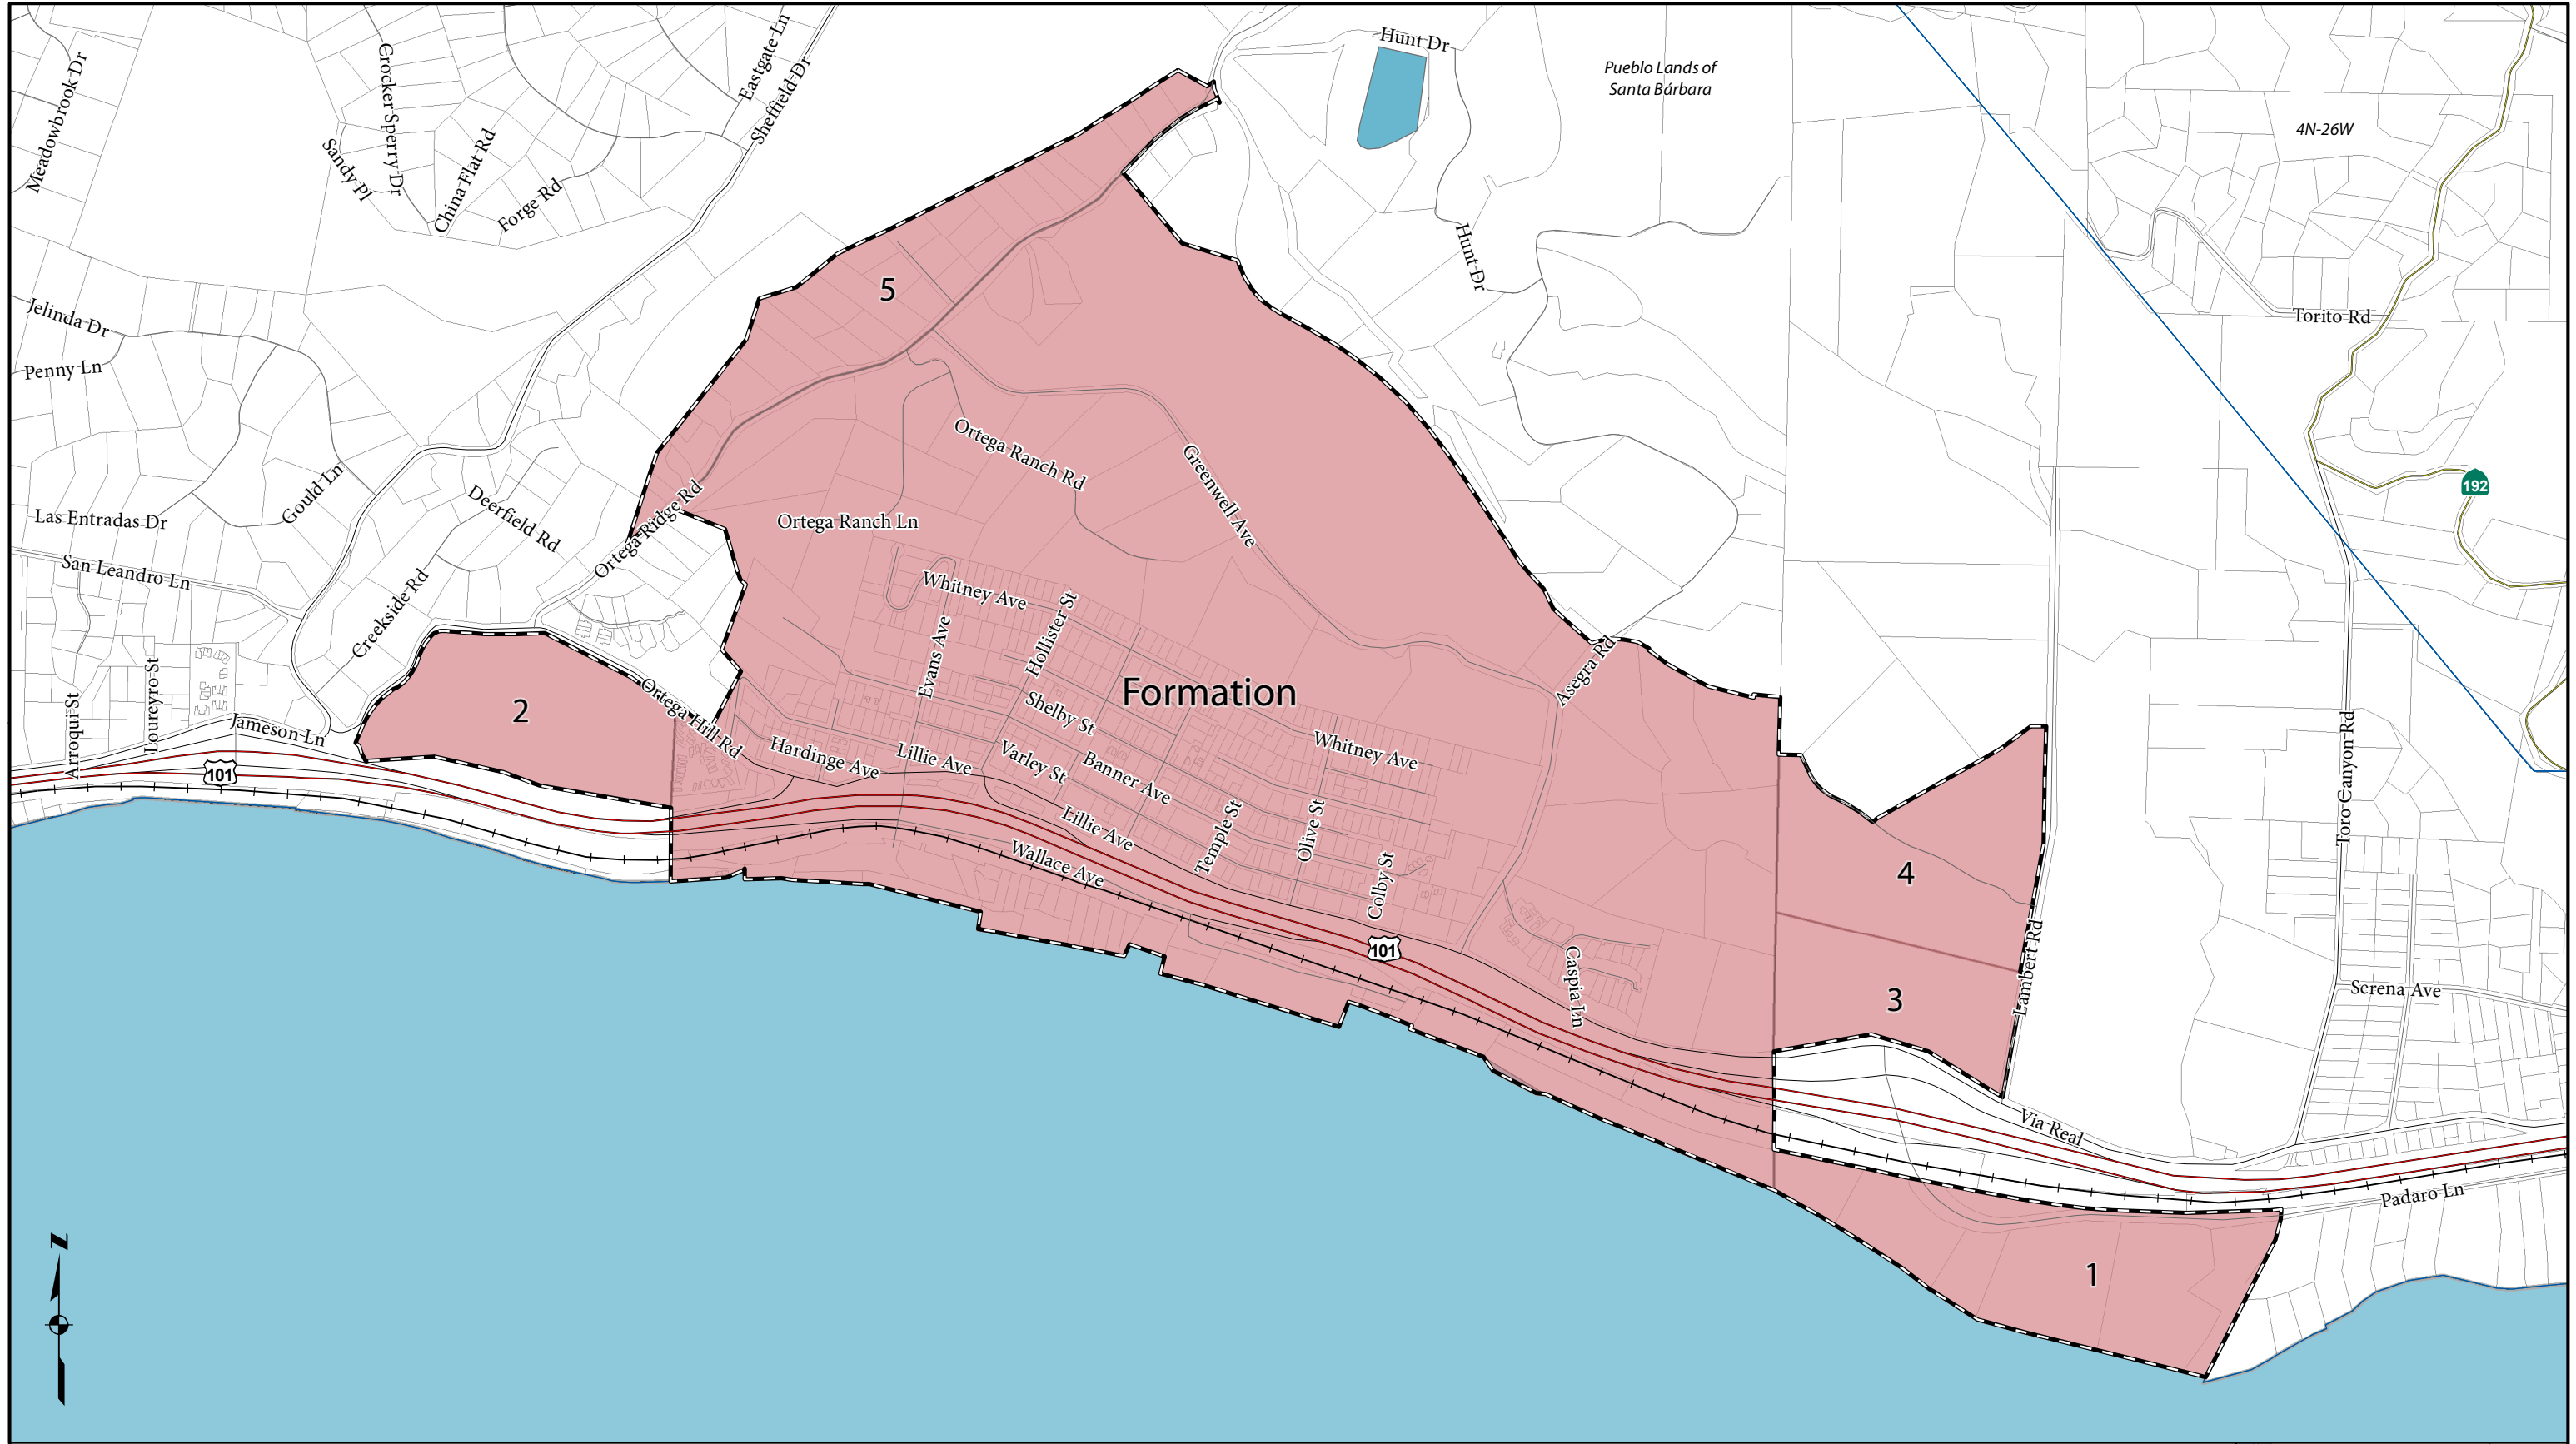 Meadowbrook Dr
Crocker Sperry Dr
Sandy Pl
China Flat Rd
Forge Rd
Eastgate Ln
Sheffield Dr
Hunt Dr
Pueblo Lands of
Santa Bárbara
4N-26W
Hunt Dr
Torito Rd
5
Jelinda Dr
Penny Ln
Gould Ln
Las Entradas Dr
San Leandro Ln
Deerfield Rd
Creekside Rd
Ortega Ridge Rd
Ortega Ranch Rd
Ortega Ranch Ln
Greenwell Ave
192
Whitney Ave
Hollister St
Evans Ave
Asegra Rd
Formation
Shelby St
Whitney Ave
2
Ortega Hill Rd
Arroqui St
Loureyro St
Jameson Ln
101
Hardinge Ave
Lillie Ave
Varley St
Banner Ave
Lillie Ave
Temple St
Olive St
Colby St
Wallace Ave
101
Caspia Ln
4
3
Lambert Rd
Toro Canyon Rd
Serena Ave
Via Real
Padaro Ln
1
N